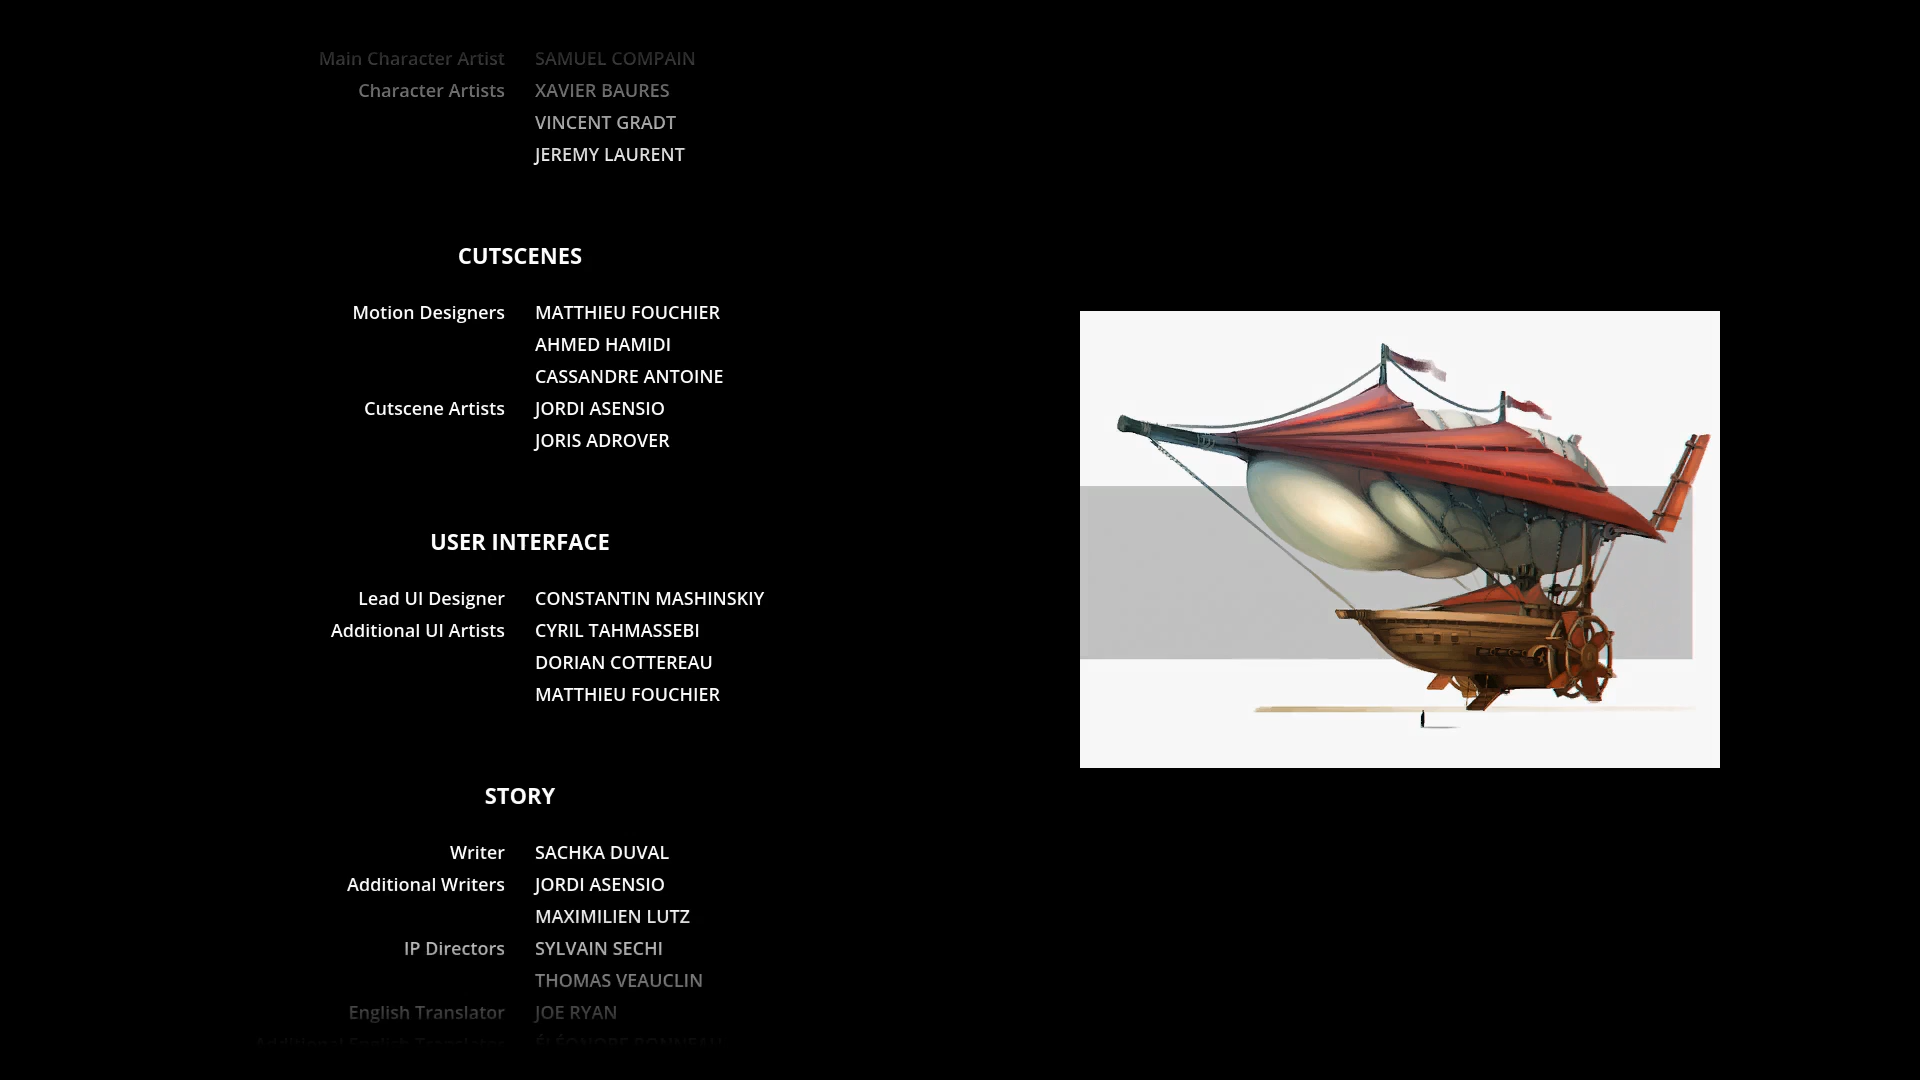 Main Character Artist SAMUEL COMPAIN
Character Artists XAVIER BAURES
VINCENT GRADT
JEREMY LAURENT
CUTSCENES
Motion Designers MATTHIEU FOUCHIER
AHMED HAMIDI
CASSANDRE ANTOINE
Cutscene Artists JORDI ASENSIO
JORIS ADROVER
USER INTERFACE
Lead UI Designer CONSTANTIN MASHINSKIY
Additional UI Artists CYRIL TAHMASSEBI
DORIAN COTTEREAU
MATTHIEU FOUCHIER
STORY
Writer SACHKA DUVAL
Additional Writers JORDI ASENSIO
MAXIMILIEN LUTZ
IP Directors SYLVAIN SECHI
THOMAS VEAUCLIN
English Translator JOE RYAN
Additional English Translator